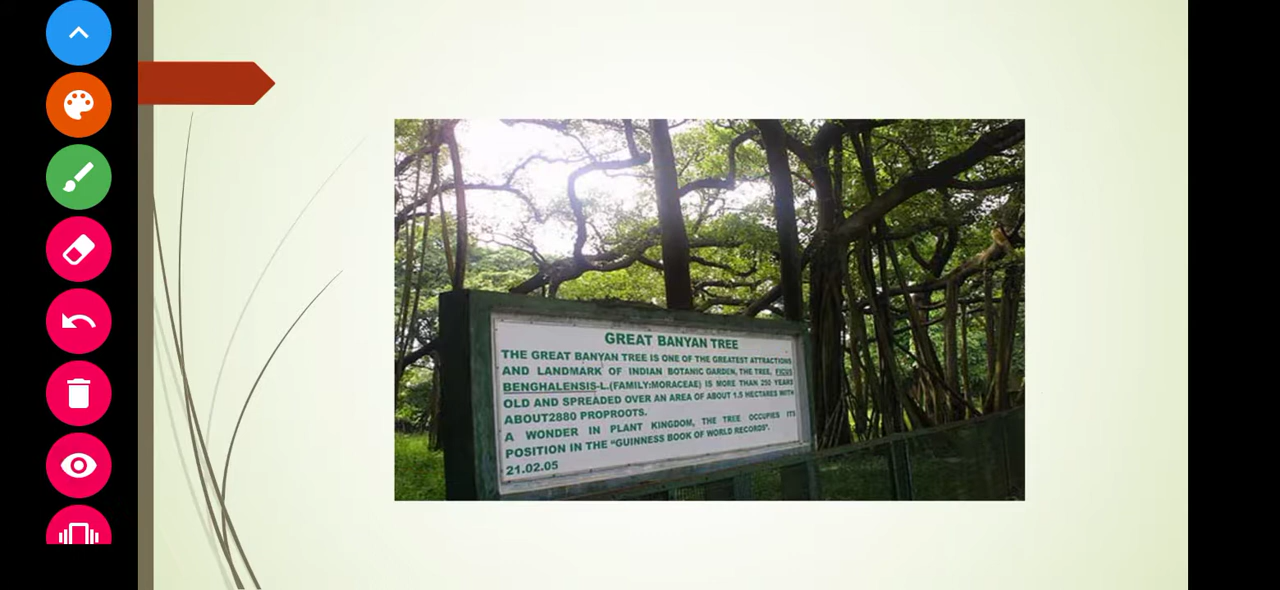 GREAT BANYAN TREE
THE GREAT BANYAN TREE IS ONE OF THE GREATEST ATTRACTIONS
AND LANDMARK OF INDIAN BOTANIC GARDEN, THE TREE, FICUS
BENGHALENSIS-L.(FAMILY:MORACEAE) IS MORE THAN 250 YEARS
OLD AND SPREADED OVER AN AREA OF ABOUT 1.5 HECTARES WITH
ABOUT2880 PROPROOTS.
A WONDER IN PLANT KINGDOM, THE TREE OCCUPIES ITS
POSITION IN THE "GUINNESS BOOK OF WORLD RECORDS".
21.02.05